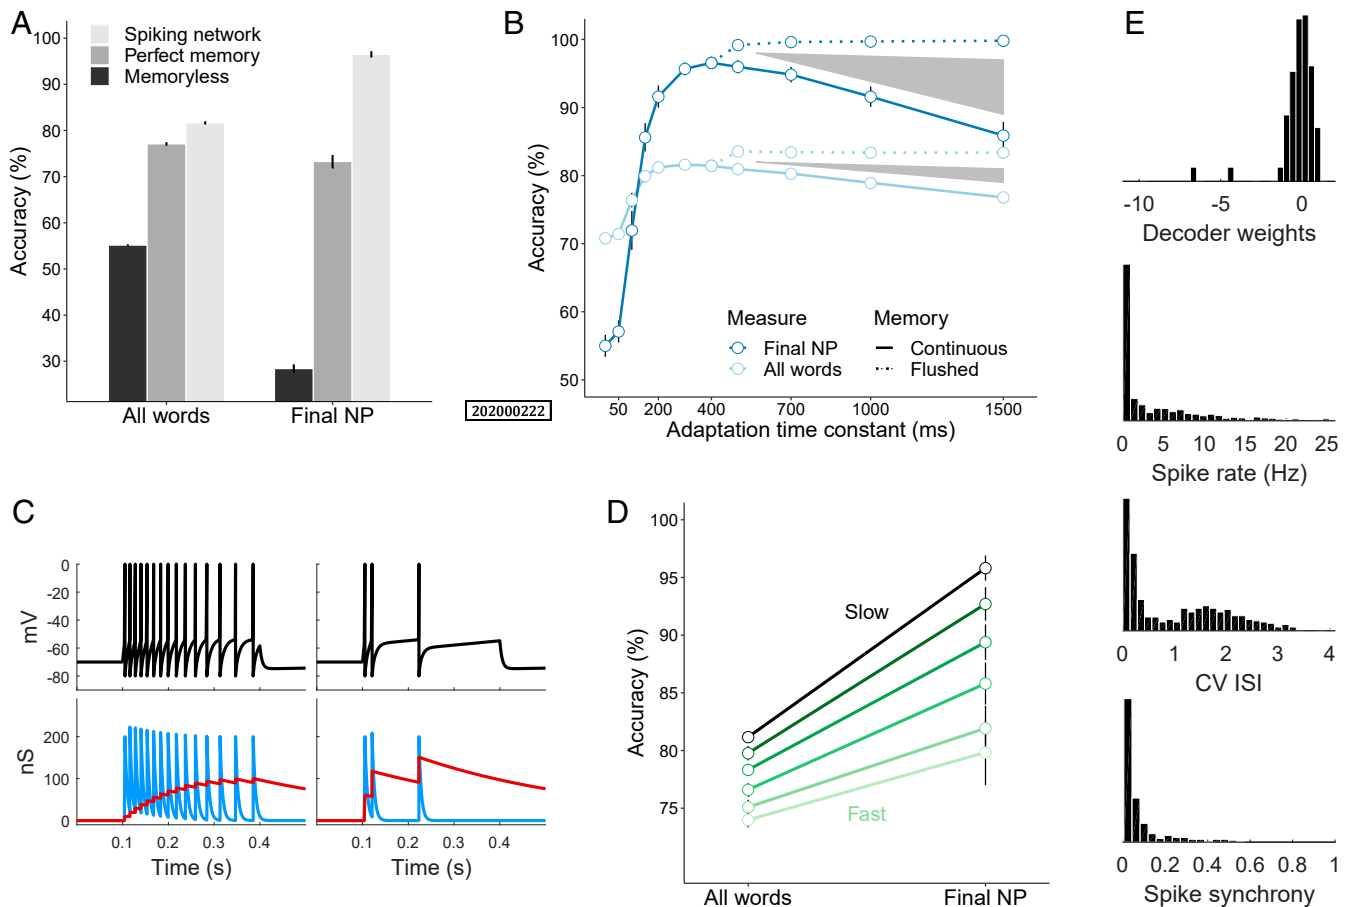 A
Spiking network
Perfect memory
Memoryless
100
90
80
70
60
50
40
30
Accuracy (%)
All words
Final NP
B
100
90
80
70
60
50
Accuracy (%)
Measure
Final NP
All words
Memory
Continuous
Flushed
50 200 400 700 1000 1500
Adaptation time constant (ms)
202000222
E
-10 -5 0
Decoder weights
0 5 10 15 20 25
Spike rate (Hz)
0 1 2 3 4
CV ISI
0 0.2 0.4 0.6 0.8 1
Spike synchrony
C
0
-20
-40
-60
-80
mV
200
100
0
nS
0.1 0.2 0.3 0.4
Time (s)
0.1 0.2 0.3 0.4
Time (s)
D
100
95
90
85
80
75
Accuracy (%)
Slow
Fast
All words
Final NP